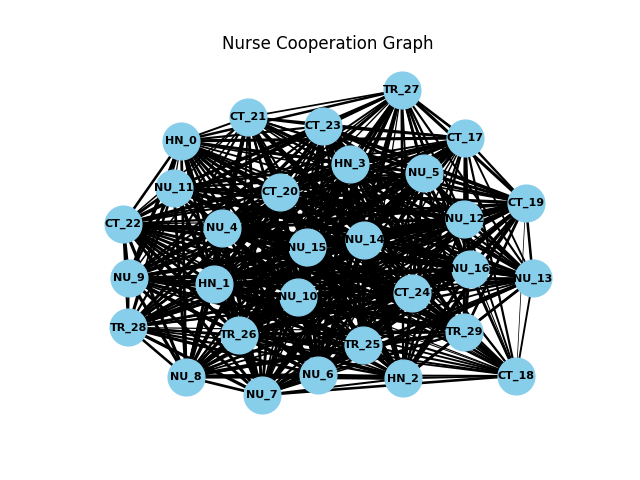 Nurse Cooperation Graph
TR_27
CT_21
CT_23
CT_17
HN_0
HN_3
NU_5
NU_11
CT_20
CT_19
NU_12
CT_22
NU_4
NU_14
NU_15
NU_16
NU_13
NU_9
HN_1
CT_24
NU_10
TR_28
TR_29
TR_26
TR_25
NU_6
CT_18
NU_8
HN_2
NU_7